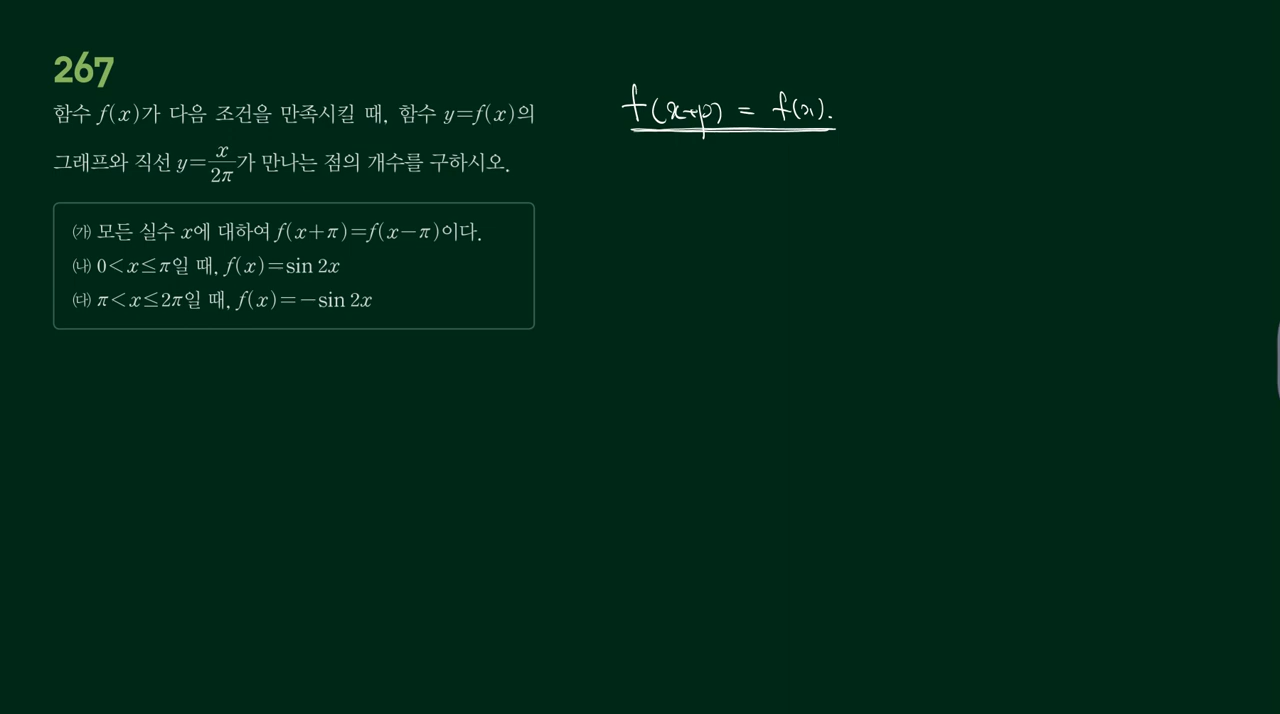 267
함수 f(x)가 다음 조건을 만족시킬 때, 함수 y=f(x)의
그래프와 직선 y=x/2π가 만나는 점의 개수를 구하시오.
㈎ 모든 실수 x에 대하여 f(x+π)=f(x-π)이다.
㈏ 0<x≤π일 때, f(x)=sin 2x
㈐ π<x≤2π일 때, f(x)=-sin 2x
f(x+p) = f(x).